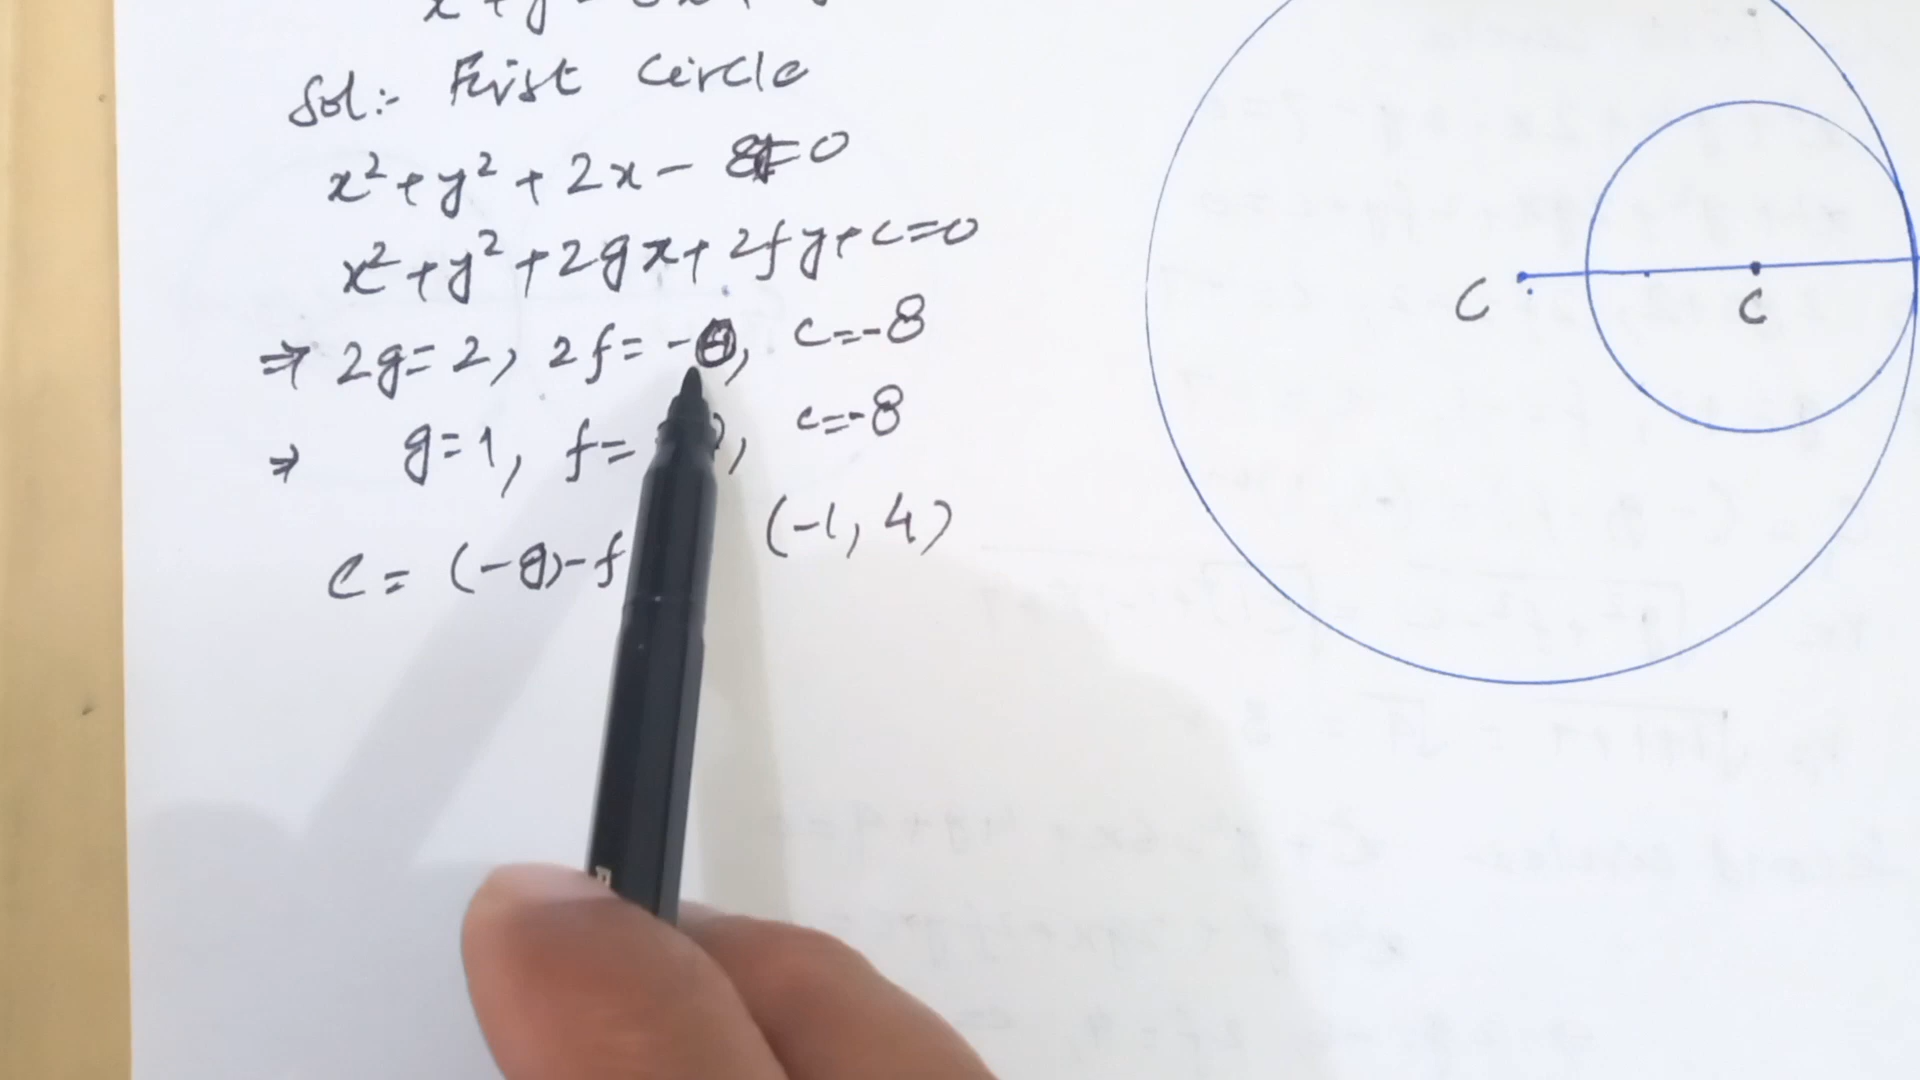 Sol:- First Circle
x² + y² + 2x - 8 = 0
x² + y² + 2gx + 2fy + c = 0
⇒ 2g = 2, 2f = -0, c = -8
⇒ g = 1, f = , c = -8
C = (-g, -f (-1, 4)
C
C